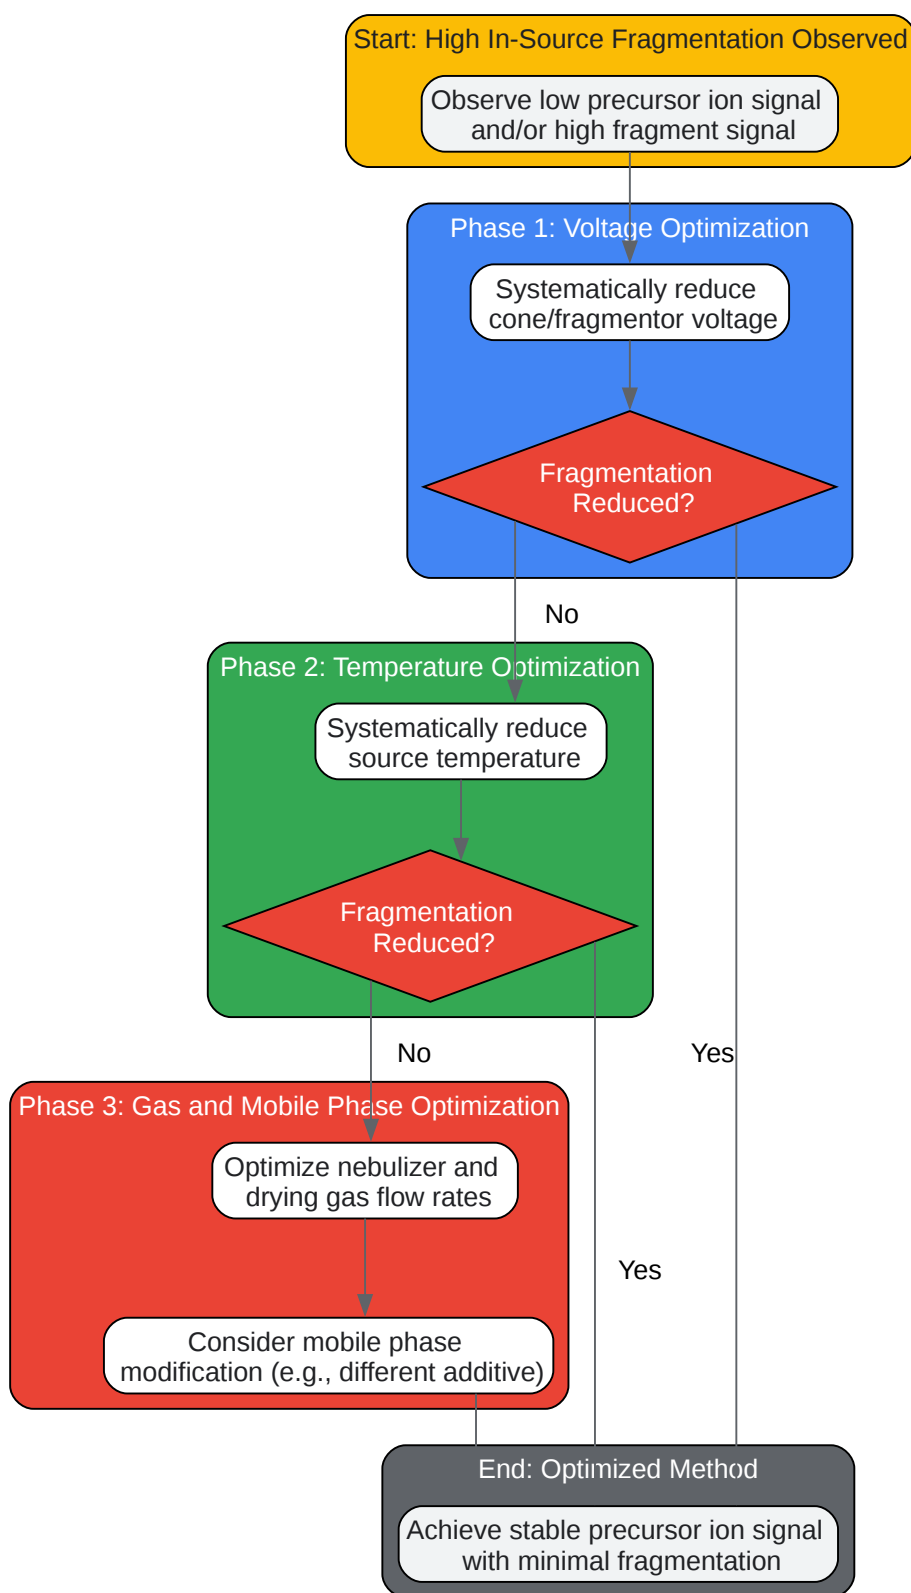 Start: High In-Source Fragmentation Observed
Observe low precursor ion signal
and/or high fragment signal
Phase 1: Voltage Optimization
Systematically reduce
cone/fragmentor voltage
Fragmentation
Reduced?
No
Phase 2: Temperature Optimization
Systematically reduce
source temperature
Fragmentation
Reduced?
No
Yes
Phase 3: Gas and Mobile Phase Optimization
Optimize nebulizer and
drying gas flow rates
Yes
Consider mobile phase
modification (e.g., different additive)
End: Optimized Method
Achieve stable precursor ion signal
with minimal fragmentation